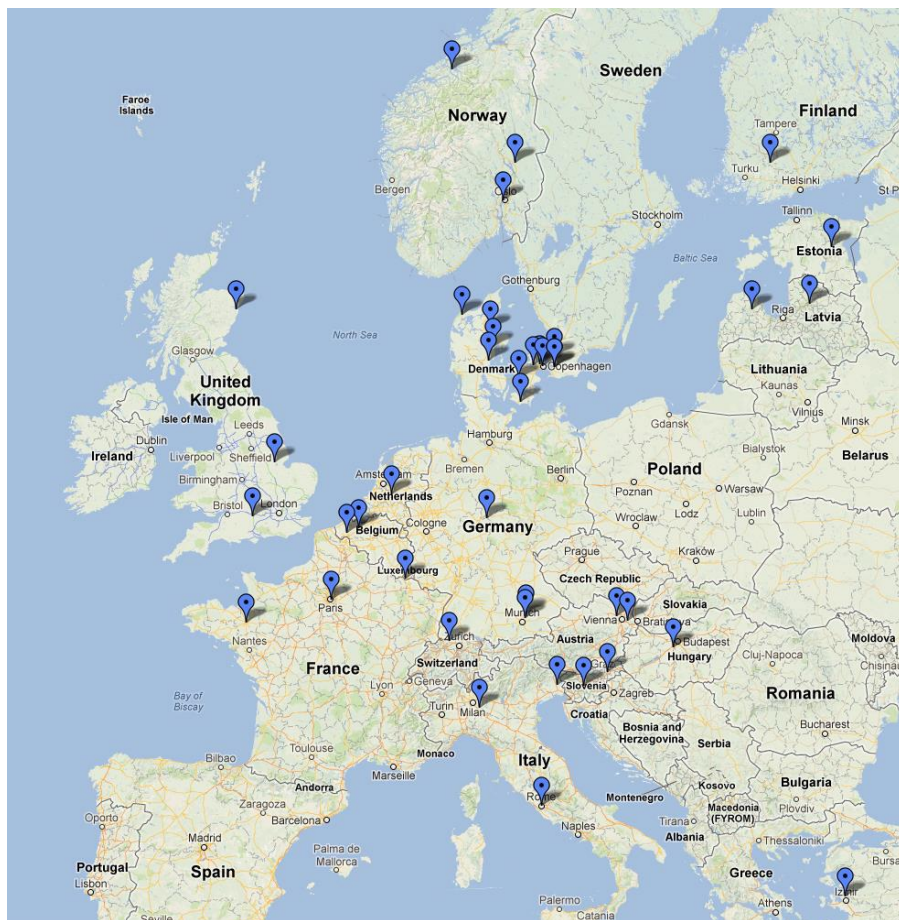 Sweden
Faroe
Islands
Norway
Finland
Tampere
Bergen
Turku
Helsinki
St P
Oslo
Stockholm
Tallinn
Estonia
Baltic Sea
Gothenburg
Riga
Latvia
North Sea
Glasgow
Denmark
Copenhagen
Lithuania
Kaunas
Vilnius
United
Kingdom
Isle of Man
Leeds
Dublin
Ireland
Liverpool
Sheffield
Gdansk
Minsk
Belarus
Hamburg
Bremen
Berlin
Bialystok
Birmingham
Amsterdam
Netherlands
Poland
Poznan
Warsaw
Bristol
London
Lodz
Lublin
Belgium
Cologne
Germany
Wroclaw
Kraków
Prague
Luxembourg
Czech Republic
Paris
Munich
Slovakia
Vienna
Bratislava
Nantes
Zurich
Austria
Budapest
Hungary
Moldova
Chisinau
Cluj-Napoca
France
Switzerland
Geneva
Graz
Slovenia
Zagreb
Romania
Bay of
Biscay
Lyon
Turin
Milan
Croatia
Bucharest
Bosnia and
Herzegovina
Serbia
Toulouse
Monaco
Marseille
Bilbao
Italy
Kosovo
Bulgaria
Andorra
Zaragoza
Barcelona
Montenegro
Rome
Macedonia
(FYROM)
Plovdiv
Oporto
Tirana
Albania
Naples
Thessaloniki
Bursa
Madrid
Palma de
Mallorca
Portugal
Spain
Greece
Lisbon
Izmir
Palermo
Catania
Athens
Seville